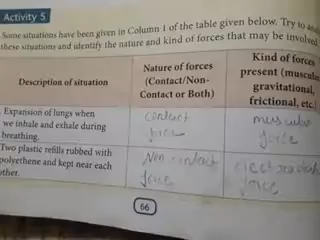 Activity 5
Some situations have been given in Column 1 of the table given below. Try to
these situations and identify the nature and kind of forces that may be involved
Description of situation
Nature of forces
(Contact/Non-
Contact or Both)
Kind of forces
present (muscular
gravitational,
frictional, etc.)
Expansion of lungs when
we inhale and exhale during
breathing.
contact
force
muscular
force
Two plastic refills rubbed with
polyethene and kept near each
other.
Non contact
force
force
66